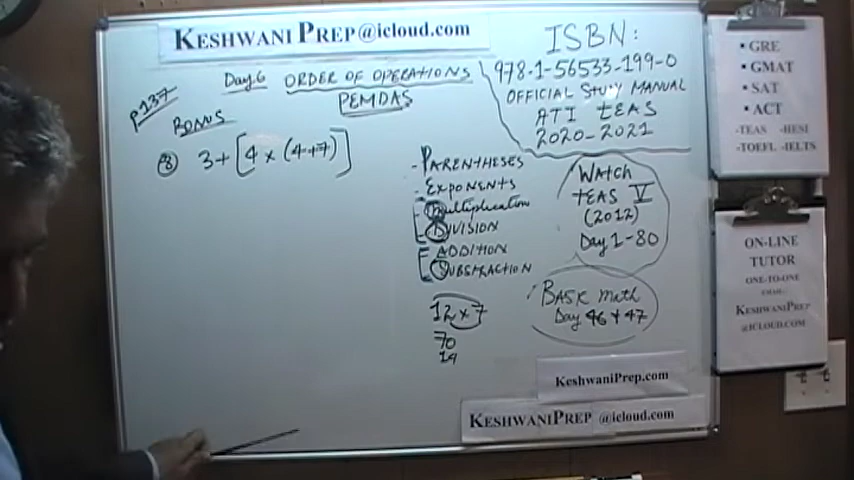 KESHWANI PREP@icloud.com
Day 6 ORDER OF OPERATIONS
PEMDAS
P137
BONUS
8 3+[4 × (4+7)]
- PARENTHESES
- EXPONENTS
Multiplication
DIVISION
ADDITION
SUBSTRACTION
12 × 7
70
14
ISBN:
978-1-56533-199-0
OFFICIAL STUDY MANUAL
ATI TEAS
2020-2021
WATCH
TEAS V
(2012)
Day 1-80
BASIC Math
Day 46 + 47
KESHWANIPREP.COM
KESHWANIPREP @icloud.com
• GRE
• GMAT
• SAT
• ACT
-TEAS -HESI
-TOEFL -IELTS
ON-LINE
TUTOR
ONE-TO-ONE
KESHWANIPREP
@ICLOUD.COM